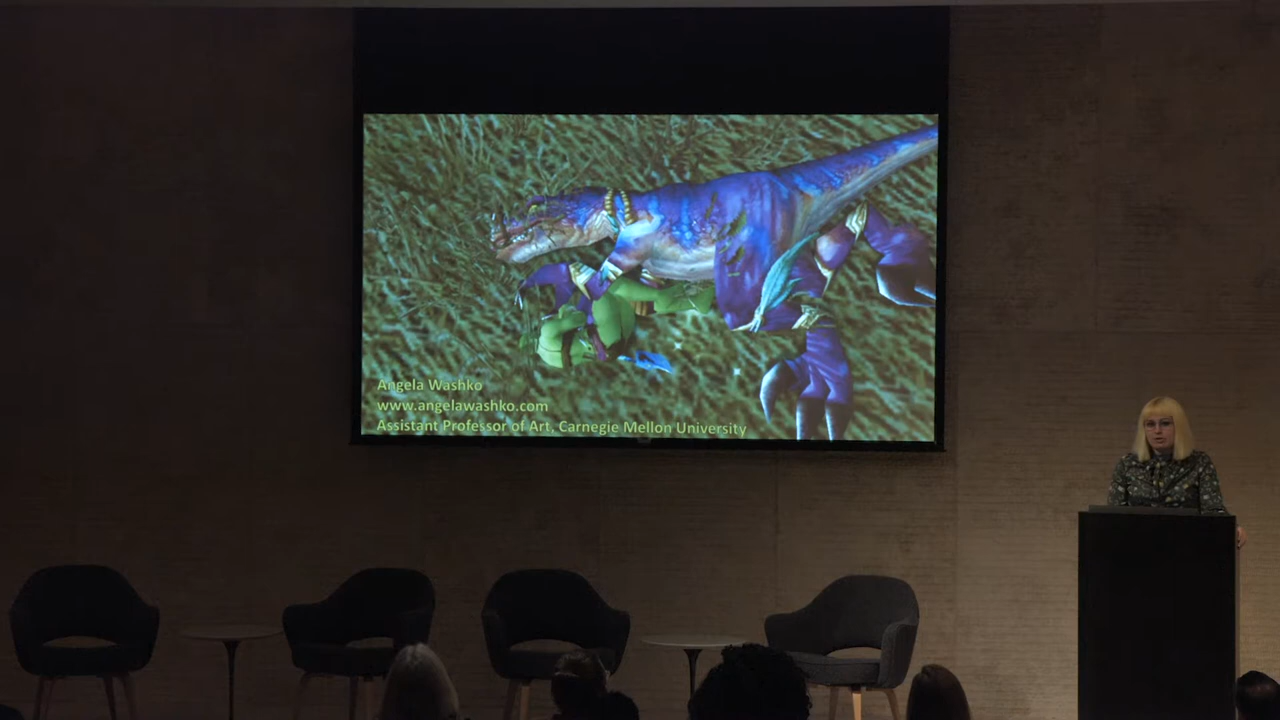 Angela Washko
www.angelawashko.com
Assistant Professor of Art, Carnegie Mellon University